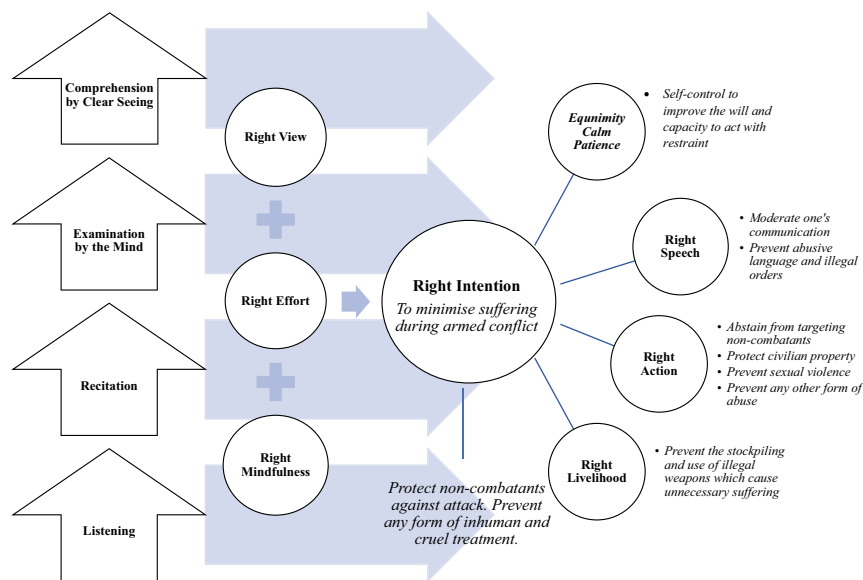 Comprehension
by Clear Seeing
Examination
by the Mind
Recitation
Listening
Right View
Right Effort
Right
Mindfulness
Right Intention
To minimise suffering
during armed conflict
Protect non-combatants
against attack. Prevent
any form of inhuman and
cruel treatment.
Equnimity
Calm
Patience
• Self-control to
improve the will and
capacity to act with
restraint
Right
Speech
• Moderate one's
communication
• Prevent abusive
language and illegal
orders
Right
Action
• Abstain from targeting
non-combatants
• Protect civilian property
• Prevent sexual violence
• Prevent any other form of
abuse
Right
Livelihood
• Prevent the stockpiling
and use of illegal
weapons which cause
unnecessary suffering